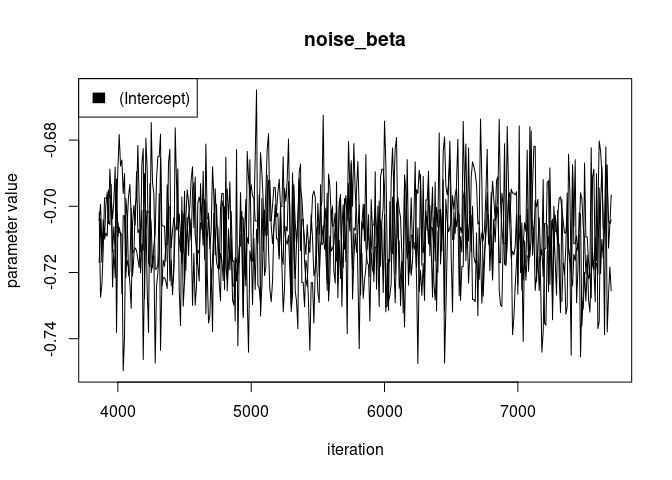 noise_beta
(Intercept)
parameter value
-0.68
-0.70
-0.72
-0.74
4000 5000 6000 7000
iteration